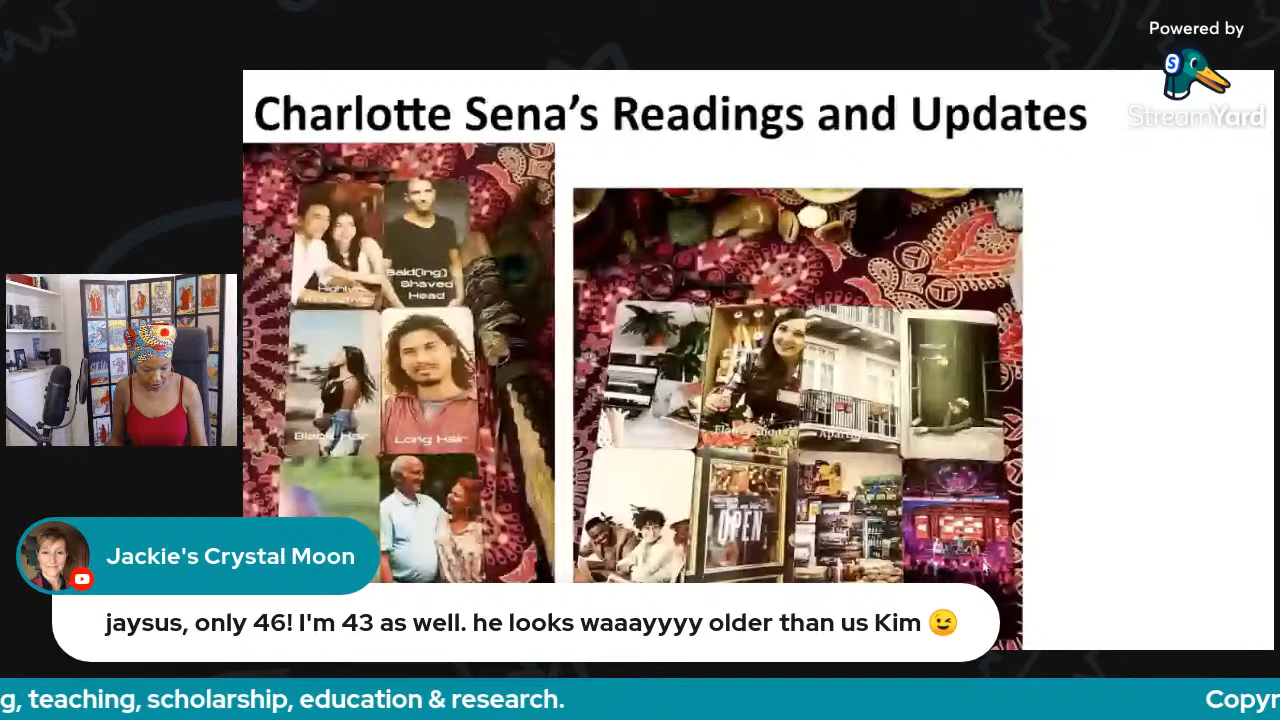 Powered by
StreamYard
Charlotte Sena's Readings and Updates
Bald(ing)
Shaved
Head
Black Hair
Long Hair
OPEN
Jackie's Crystal Moon
jaysus, only 46! I'm 43 as well. he looks waaayyyy older than us Kim 😉
g, teaching, scholarship, education & research.
Copyr